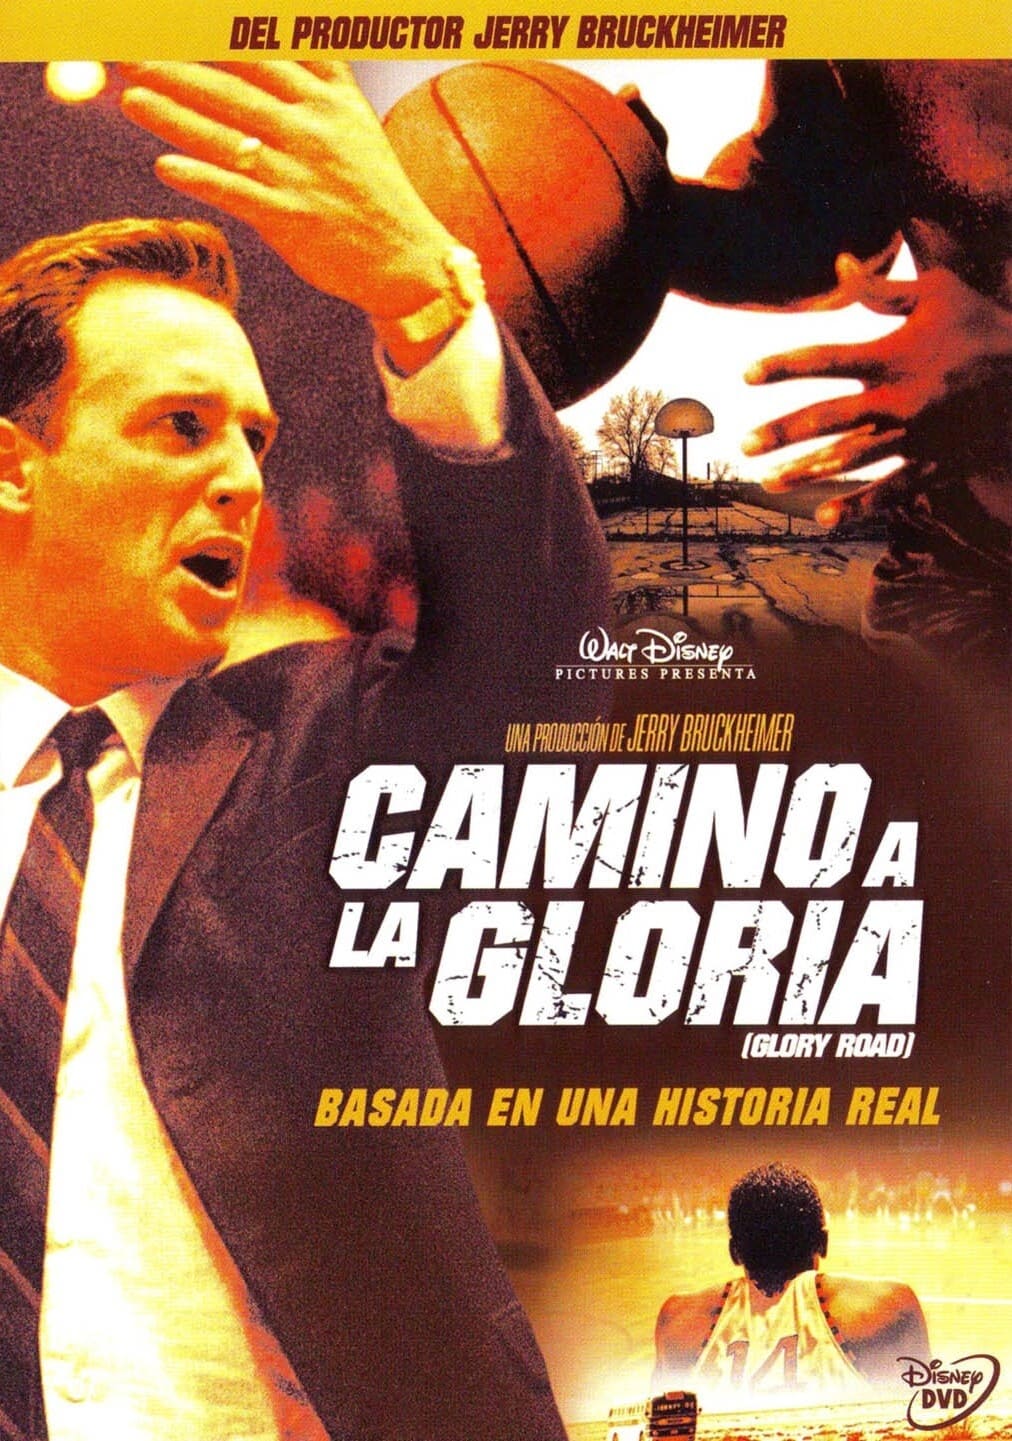 DEL PRODUCTOR JERRY BRUCKHEIMER
WALT DISNEY
PICTURES PRESENTA
UNA PRODUCCIÓN DE JERRY BRUCKHEIMER
CAMINO A
LA GLORIA
(GLORY ROAD)
BASADA EN UNA HISTORIA REAL
14
DISNEY
DVD